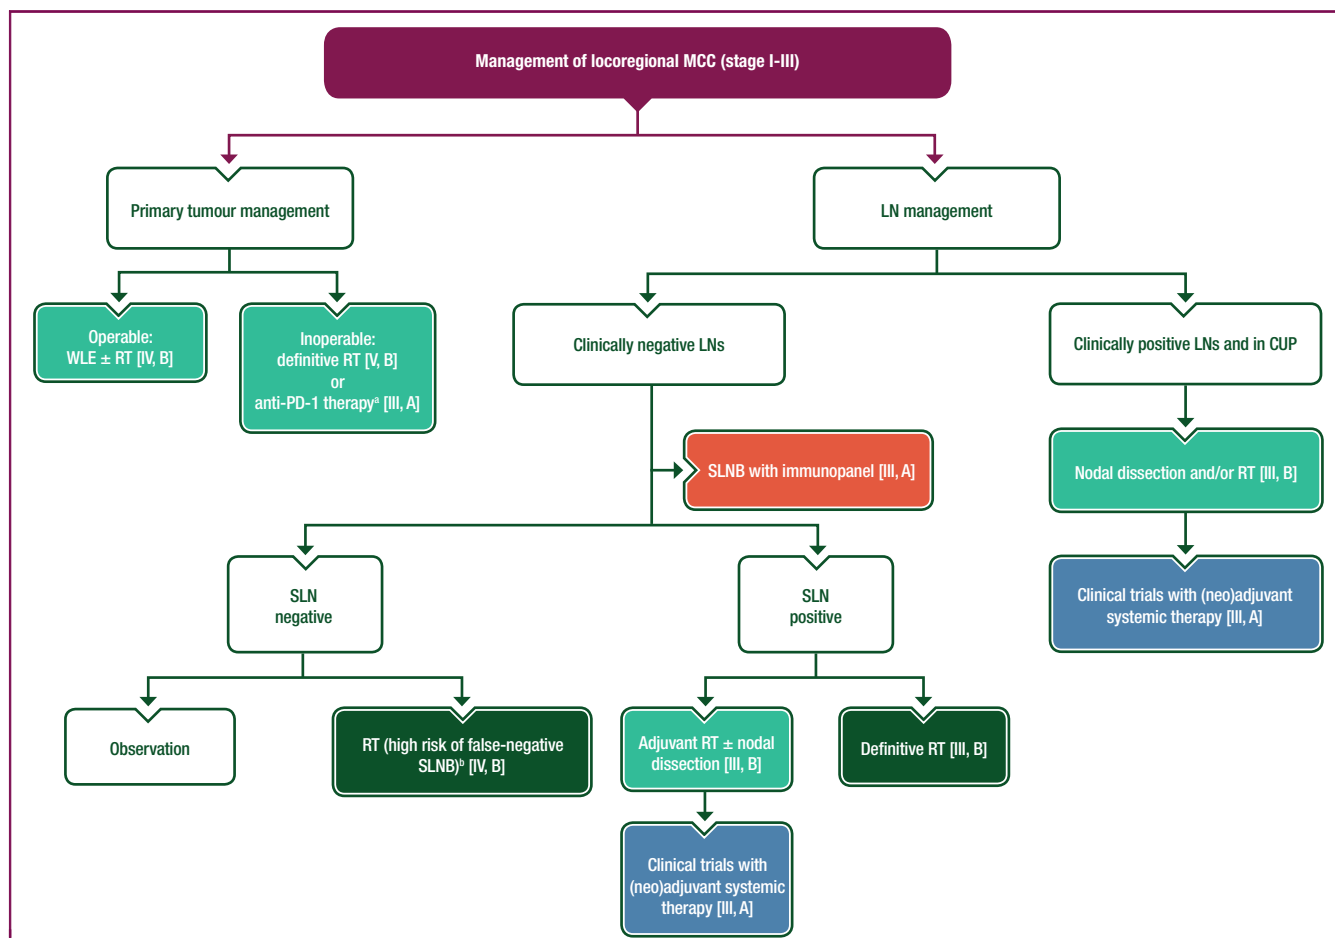 Management of locoregional MCC (stage I-III)
Primary tumour management
LN management
Operable:
WLE ± RT [IV, B]
Inoperable:
definitive RT [V, B]
or
anti-PD-1 therapyᵃ [III, A]
Clinically negative LNs
Clinically positive LNs and in CUP
SLNB with immunopanel [III, A]
Nodal dissection and/or RT [III, B]
SLN
negative
SLN
positive
Clinical trials with (neo)adjuvant
systemic therapy [III, A]
Observation
RT (high risk of false-negative
SLNB)ᵇ [IV, B]
Adjuvant RT ± nodal
dissection [III, B]
Definitive RT [III, B]
Clinical trials with
(neo)adjuvant systemic
therapy [III, A]